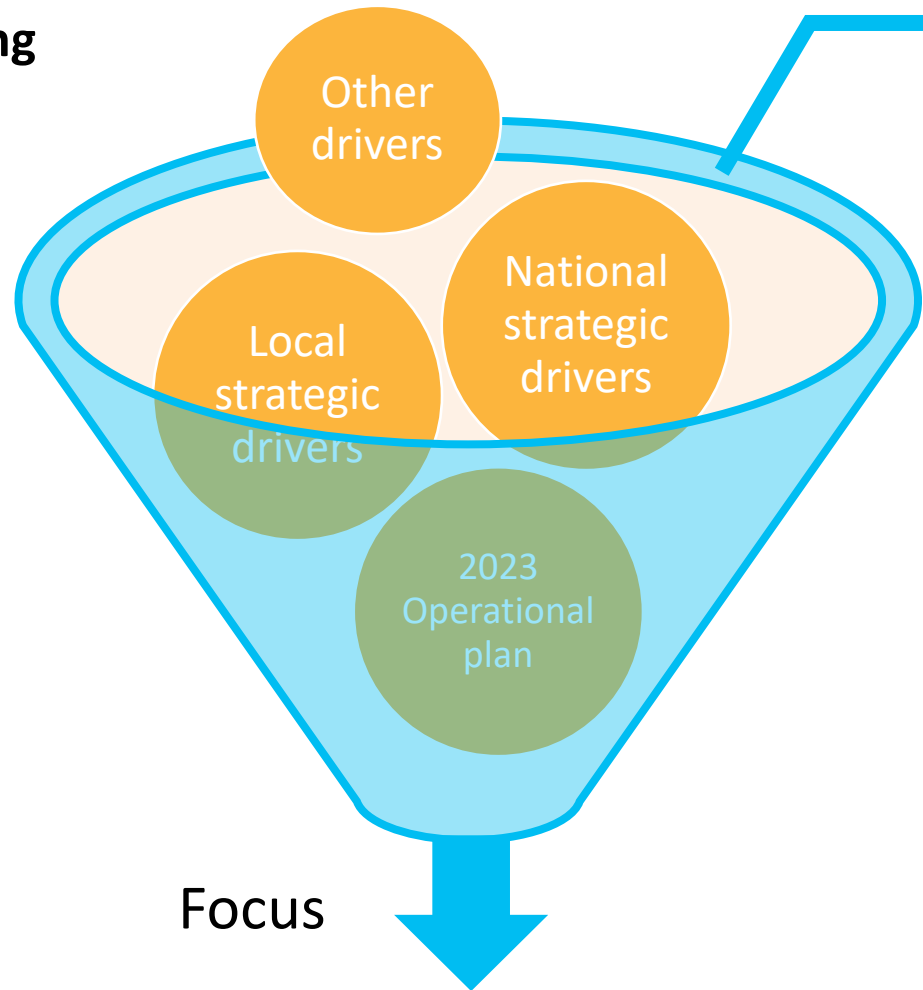 ng
Other
drivers
National
strategic
drivers
Local
strategic
drivers
2023
Operational
plan
Focus